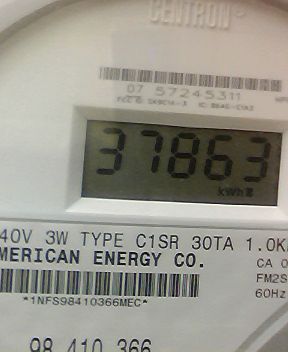 CENTRON®
07 57245311
37863
kWh
40V 3W TYPE C1SR 30TA 1.0K
MERICAN ENERGY CO.
CA 0
FM2S
60Hz
*1NFS98410366MEC*
98 410 366